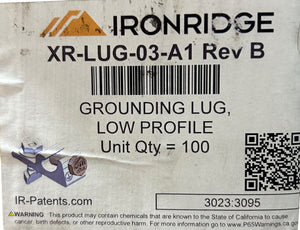 IRONRIDGE
XR-LUG-03-A1 Rev B
GROUNDING LUG,
LOW PROFILE
Unit Qty = 100
IR-Patents.com
3023:3095
⚠WARNING: This product may contain chemicals that are known to the State of California to cause
cancer, birth defects, or other reproductive harm. For more information go to www.P65Warnings.ca.go